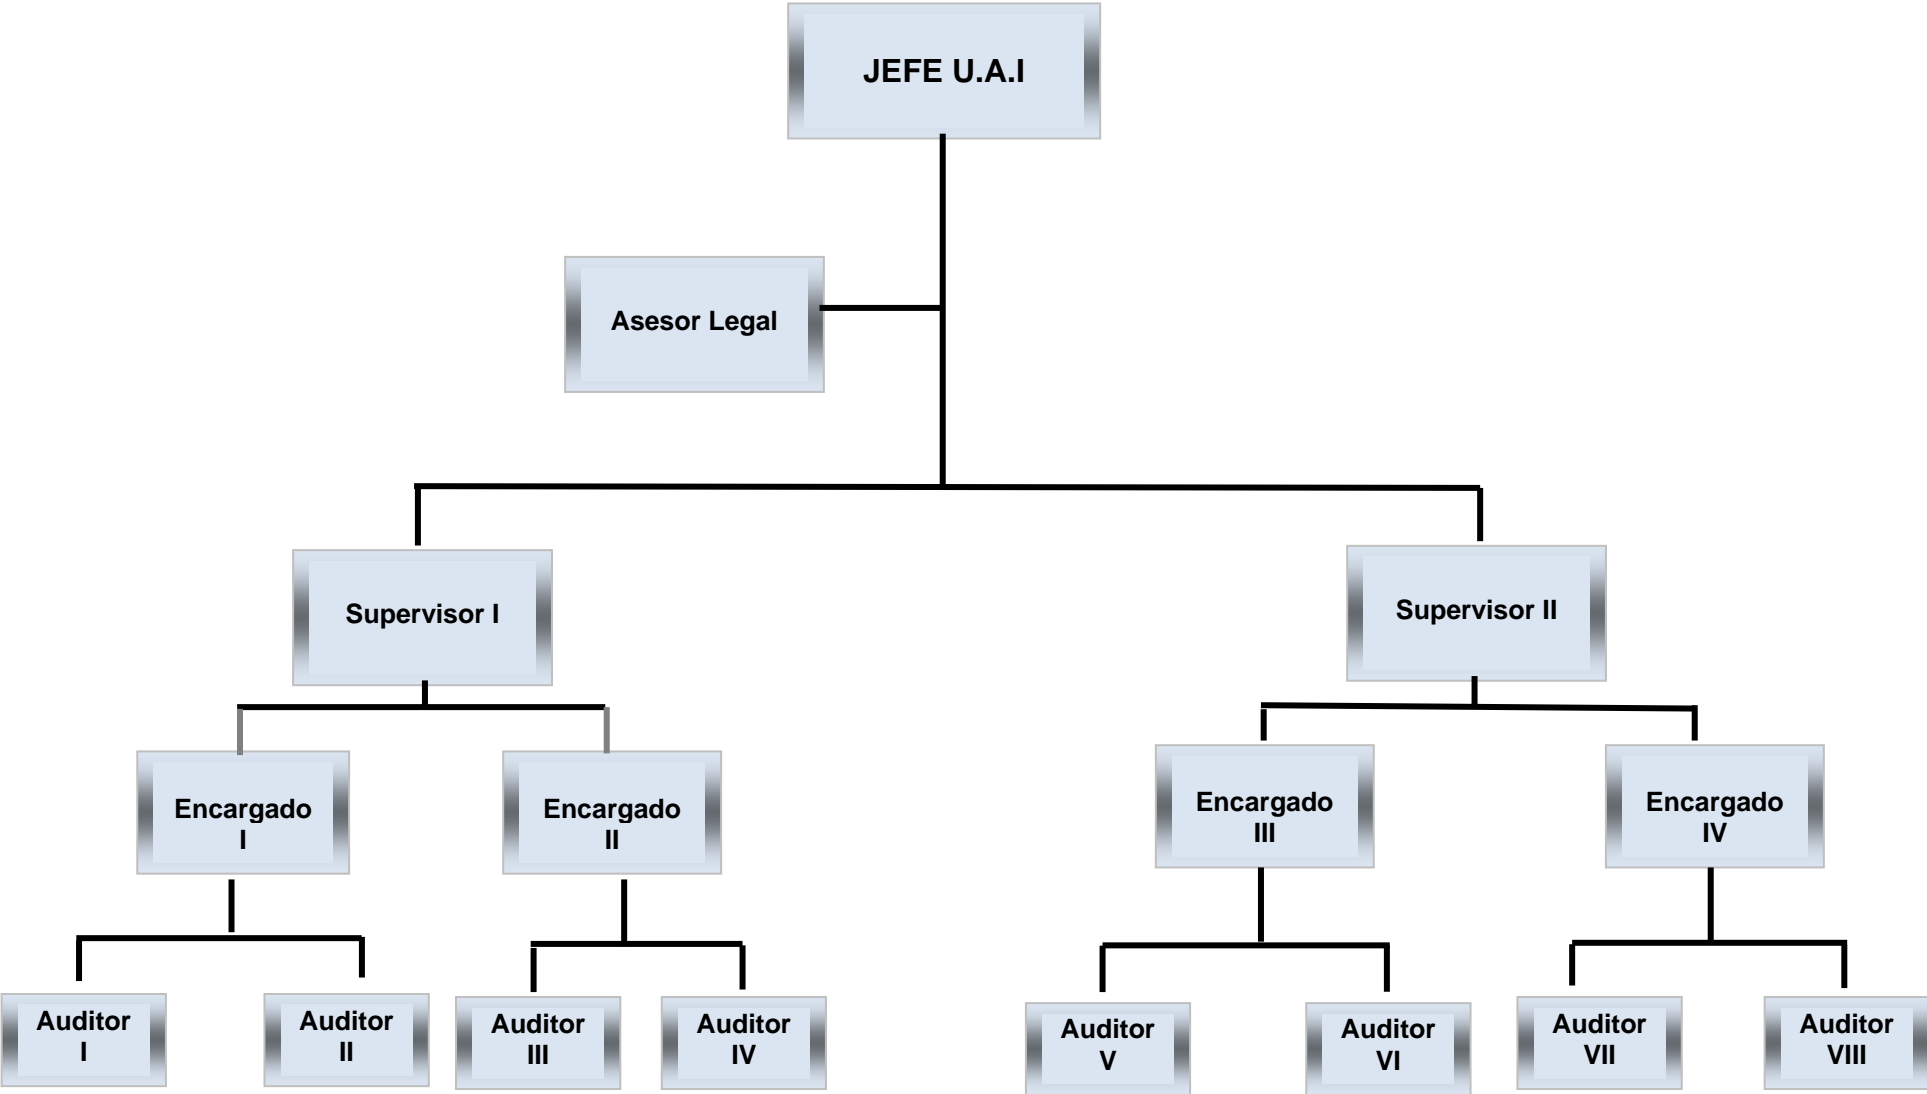 JEFE U.A.I
Asesor Legal
Supervisor I
Supervisor II
Encargado
I
Encargado
II
Encargado
III
Encargado
IV
Auditor
I
Auditor
II
Auditor
III
Auditor
IV
Auditor
V
Auditor
VI
Auditor
VII
Auditor
VIII